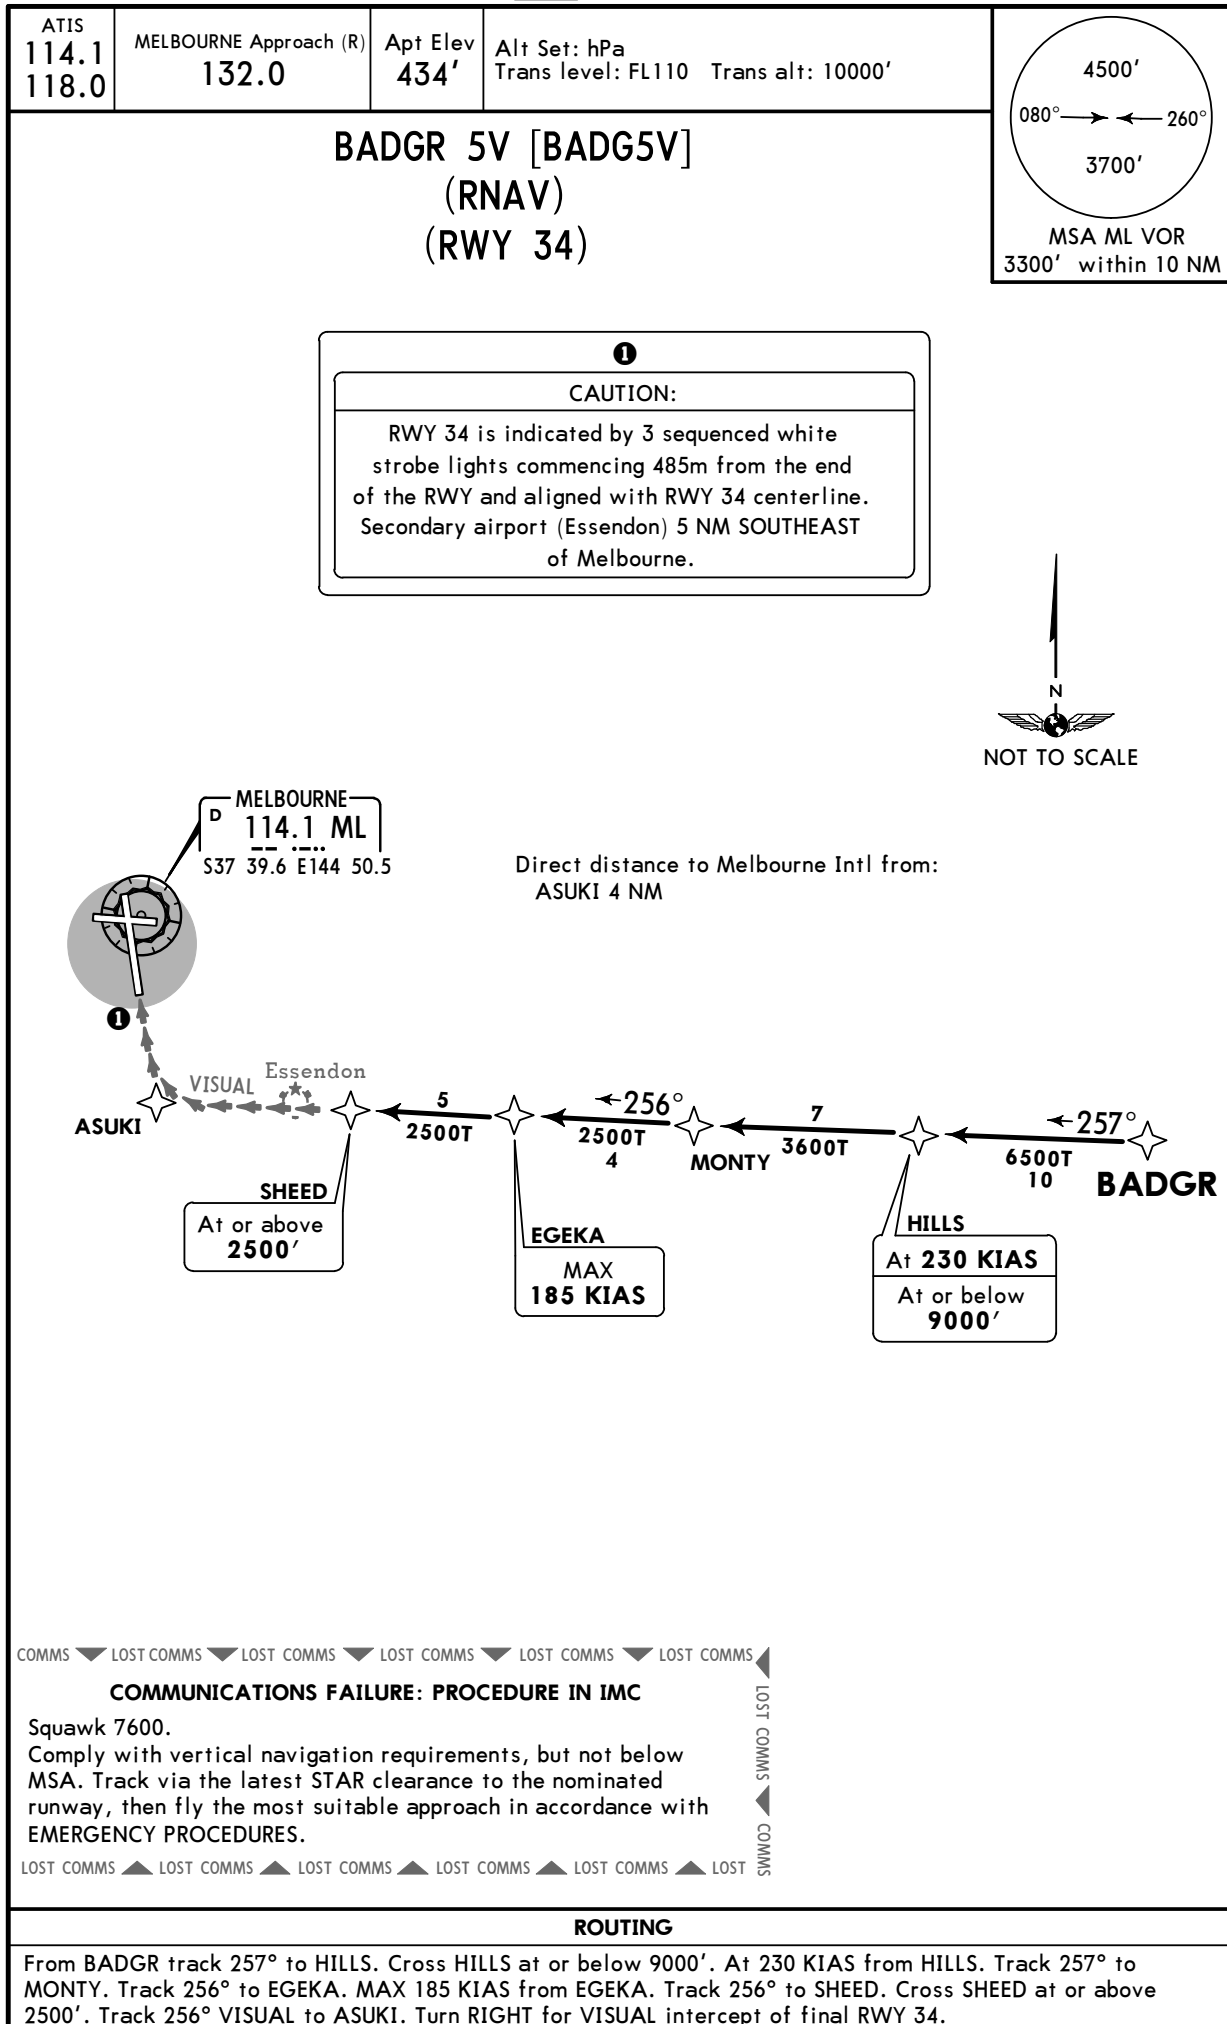 ATIS
114.1
118.0
MELBOURNE Approach (R)
132.0
Apt Elev
434'
Alt Set: hPa
Trans level: FL110 Trans alt: 10000'
4500'
080° 260°
3700'
MSA ML VOR
3300' within 10 NM
BADGR 5V [BADG5V]
(RNAV)
(RWY 34)
1
CAUTION:
RWY 34 is indicated by 3 sequenced white
strobe lights commencing 485m from the end
of the RWY and aligned with RWY 34 centerline.
Secondary airport (Essendon) 5 NM SOUTHEAST
of Melbourne.
N
NOT TO SCALE
MELBOURNE
D 114.1 ML
S37 39.6 E144 50.5
Direct distance to Melbourne Intl from:
ASUKI 4 NM
1
VISUAL
Essendon
ASUKI
5
2500T
256°
2500T
4
MONTY
7
3600T
257°
6500T
10
BADGR
SHEED
At or above
2500'
EGEKA
MAX
185 KIAS
HILLS
At 230 KIAS
At or below
9000'
COMMS LOST COMMS LOST COMMS LOST COMMS LOST COMMS LOST COMMS
LOST COMMS COMMS
COMMUNICATIONS FAILURE: PROCEDURE IN IMC
Squawk 7600.
Comply with vertical navigation requirements, but not below
MSA. Track via the latest STAR clearance to the nominated
runway, then fly the most suitable approach in accordance with
EMERGENCY PROCEDURES.
LOST COMMS LOST COMMS LOST COMMS LOST COMMS LOST COMMS LOST
ROUTING
From BADGR track 257° to HILLS. Cross HILLS at or below 9000'. At 230 KIAS from HILLS. Track 257° to
MONTY. Track 256° to EGEKA. MAX 185 KIAS from EGEKA. Track 256° to SHEED. Cross SHEED at or above
2500'. Track 256° VISUAL to ASUKI. Turn RIGHT for VISUAL intercept of final RWY 34.